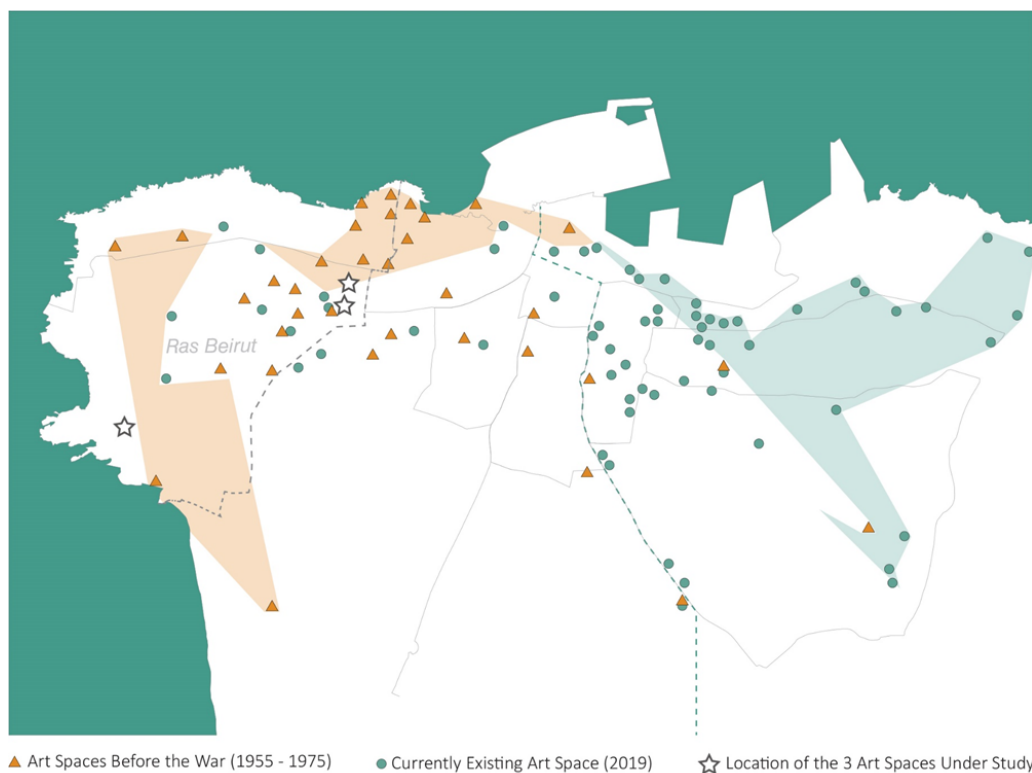 Ras Beirut
Art Spaces Before the War (1955 - 1975) Currently Existing Art Space (2019) Location of the 3 Art Spaces Under Study